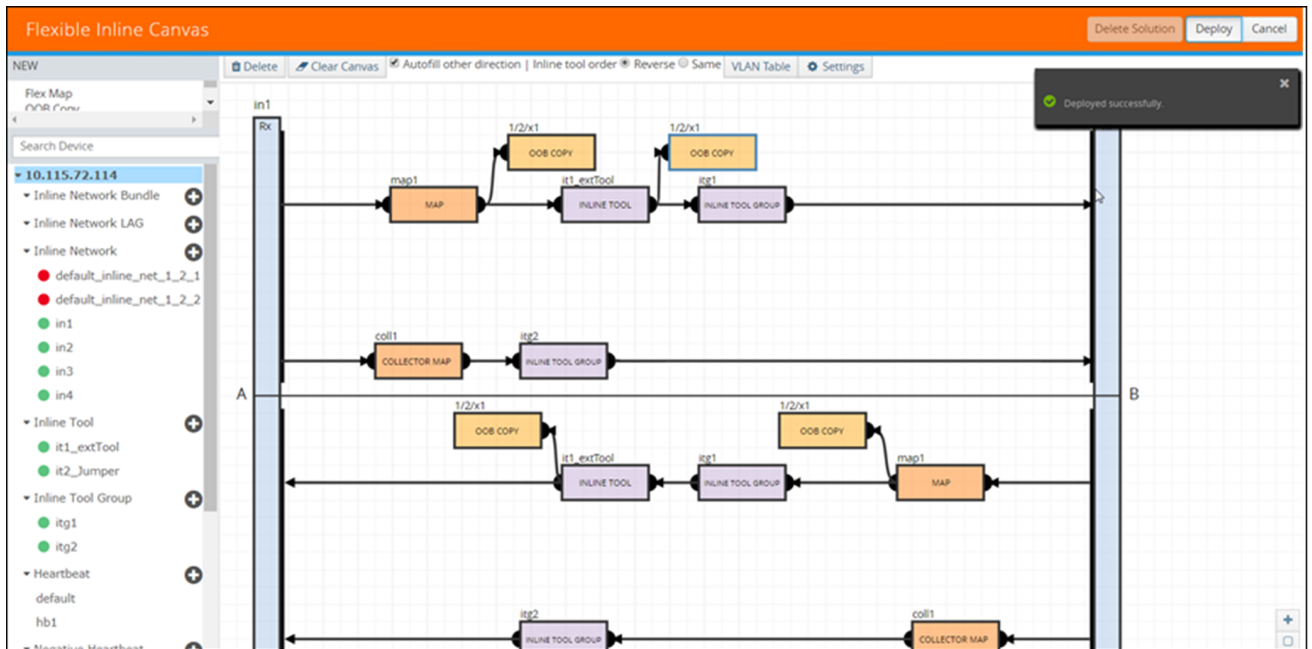 Flexible Inline Canvas
Delete Solution Deploy Cancel
NEW
Delete Clear Canvas Autofill other direction | Inline tool order Reverse Same VLAN Table Settings
Flex Map
OOB Copy
Search Device
10.115.72.114
Inline Network Bundle
Inline Network LAG
Inline Network
default_inline_net_1_2_1
default_inline_net_1_2_2
in1
in2
in3
in4
Inline Tool
it1_extTool
it2_Jumper
Inline Tool Group
itg1
itg2
Heartbeat
default
hb1
Negative Heartbeat
Deployed successfully.
in1
Rx
1/2/x1 1/2/x1
OOB COPY OOB COPY
map1 it1_extTool itg1
MAP INLINE TOOL INLINE TOOL GROUP
coll1 itg2
COLLECTOR MAP INLINE TOOL GROUP
A B
1/2/x1 1/2/x1
OOB COPY OOB COPY
it1_extTool itg1 map1
INLINE TOOL INLINE TOOL GROUP MAP
itg2 coll1
INLINE TOOL GROUP COLLECTOR MAP